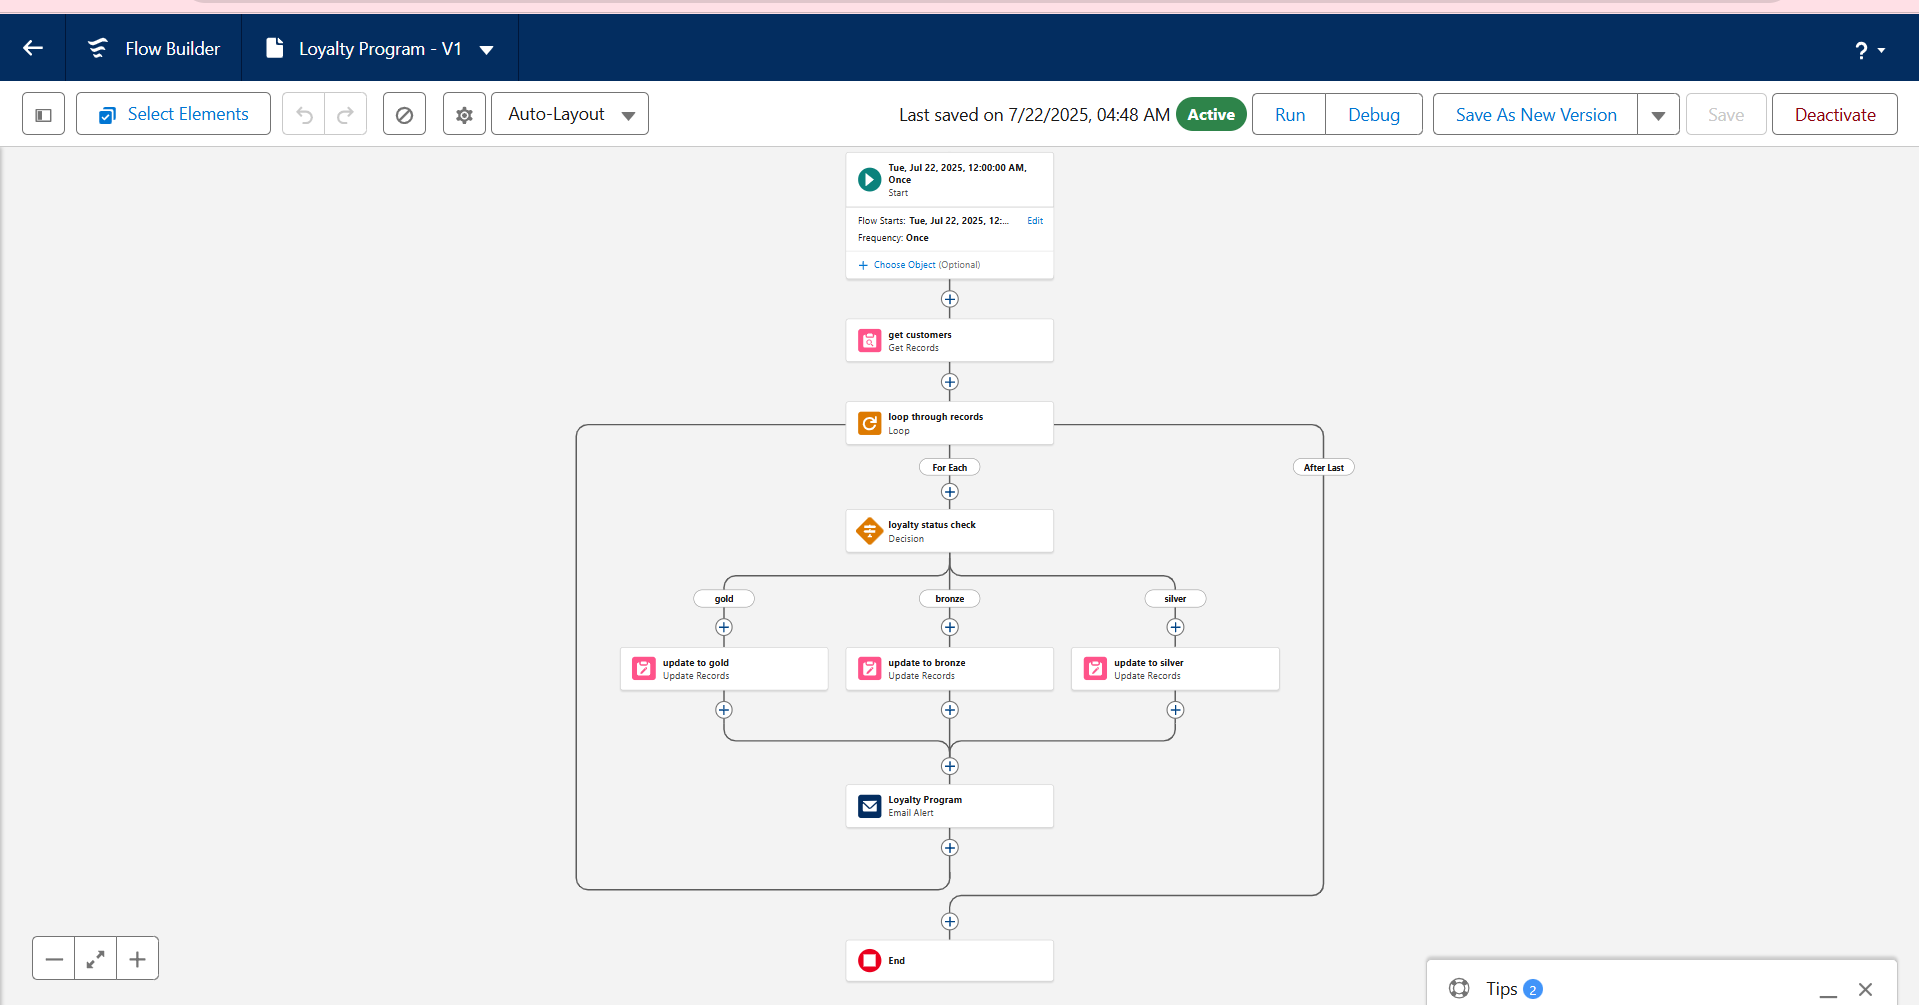 Flow Builder
Loyalty Program - V1
?
Select Elements
Auto-Layout
Last saved on 7/22/2025, 04:48 AM
Active
Run
Debug
Save As New Version
Save
Deactivate
Tue, Jul 22, 2025, 12:00:00 AM,
Once
Start
Flow Starts: Tue, Jul 22, 2025, 12:... Edit
Frequency: Once
+ Choose Object (Optional)
get customers
Get Records
loop through records
Loop
For Each
After Last
loyalty status check
Decision
gold
bronze
silver
update to gold
Update Records
update to bronze
Update Records
update to silver
Update Records
Loyalty Program
Email Alert
End
Tips 2